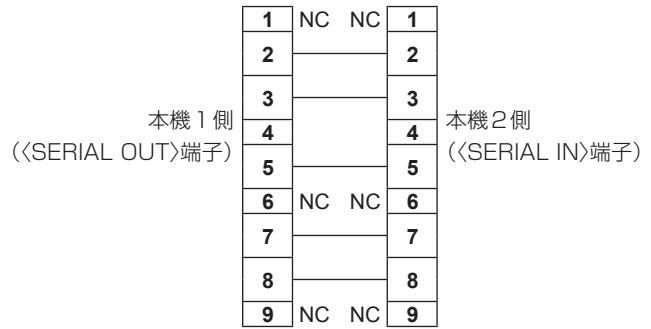 1 NC NC 1
2 2
3 3
本機1側
(〈SERIAL OUT〉端子)
4 4
本機2側
(〈SERIAL IN〉端子)
5 5
6 NC NC 6
7 7
8 8
9 NC NC 9